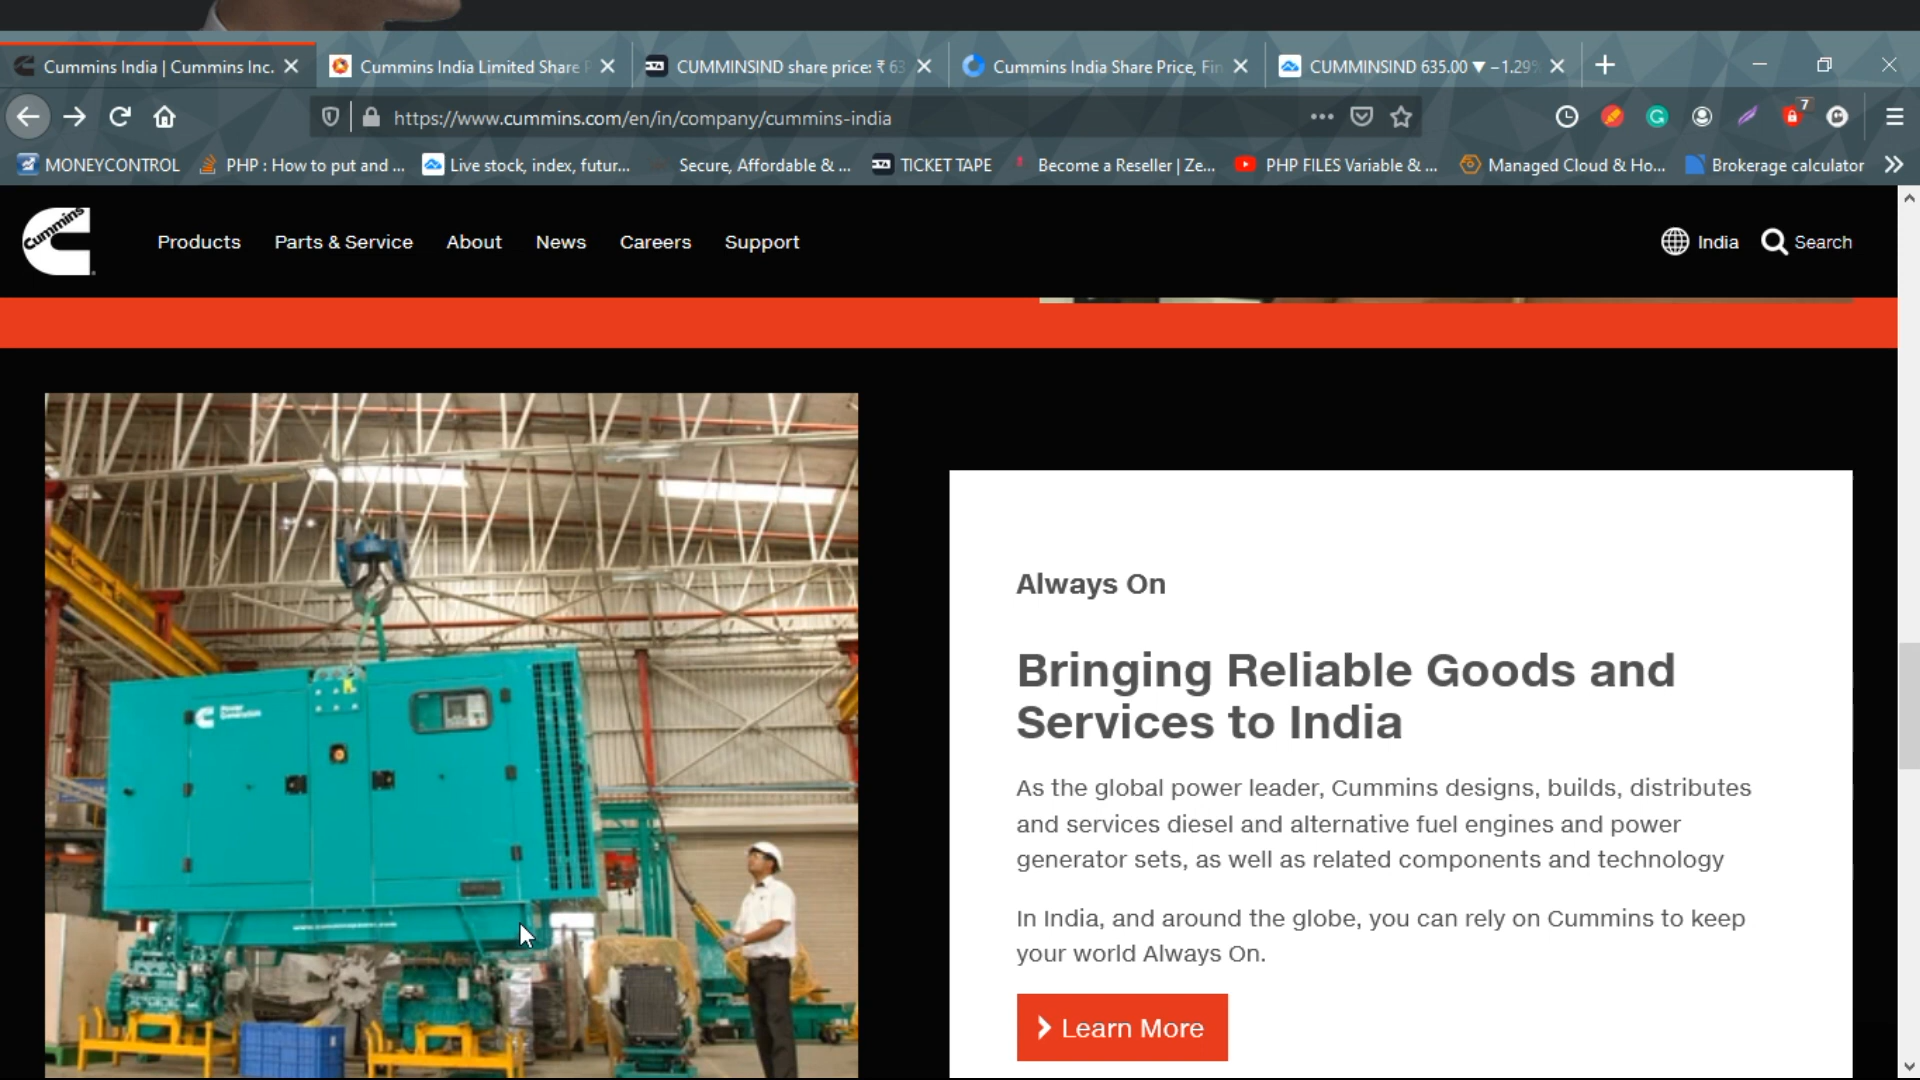 Cummins India | Cummins Inc.
Cummins India Limited Share P
CUMMINSIND share price: ₹ 63
Cummins India Share Price, Fin
CUMMINSIND 635.00 ▼ −1.29%
https://www.cummins.com/en/in/company/cummins-india
7
MONEYCONTROL
PHP : How to put and ...
Live stock, index, futur...
Secure, Affordable & ...
TICKET TAPE
Become a Reseller | Ze...
PHP FILES Variable & ...
Managed Cloud & Ho...
Brokerage calculator
Cummins
Products
Parts & Service
About
News
Careers
Support
India
Search
Power
Generation
Always On
Bringing Reliable Goods and
Services to India
As the global power leader, Cummins designs, builds, distributes
and services diesel and alternative fuel engines and power
generator sets, as well as related components and technology
In India, and around the globe, you can rely on Cummins to keep
your world Always On.
Learn More